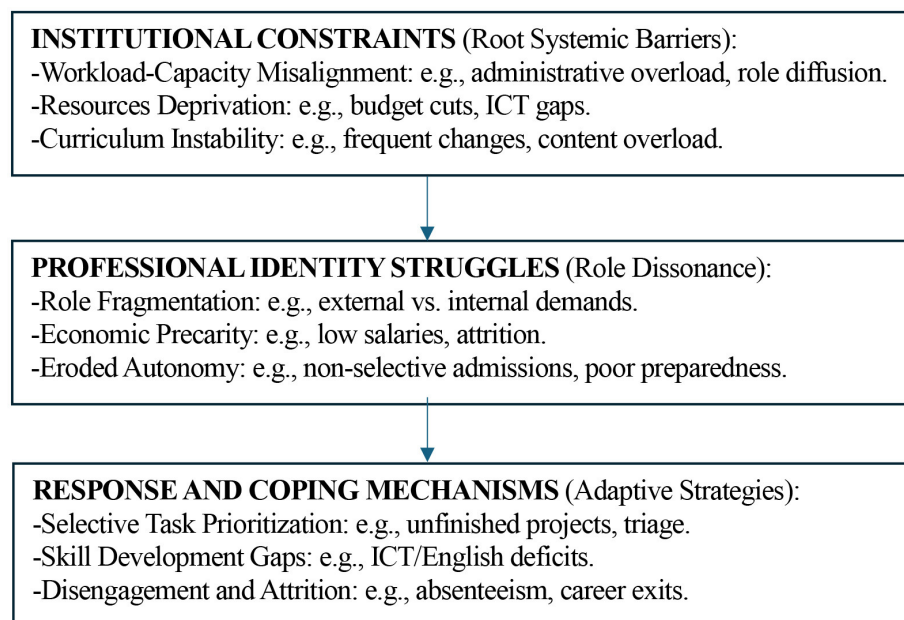 INSTITUTIONAL CONSTRAINTS (Root Systemic Barriers):
-Workload-Capacity Misalignment: e.g., administrative overload, role diffusion.
-Resources Deprivation: e.g., budget cuts, ICT gaps.
-Curriculum Instability: e.g., frequent changes, content overload.
PROFESSIONAL IDENTITY STRUGGLES (Role Dissonance):
-Role Fragmentation: e.g., external vs. internal demands.
-Economic Precarity: e.g., low salaries, attrition.
-Eroded Autonomy: e.g., non-selective admissions, poor preparedness.
RESPONSE AND COPING MECHANISMS (Adaptive Strategies):
-Selective Task Prioritization: e.g., unfinished projects, triage.
-Skill Development Gaps: e.g., ICT/English deficits.
-Disengagement and Attrition: e.g., absenteeism, career exits.